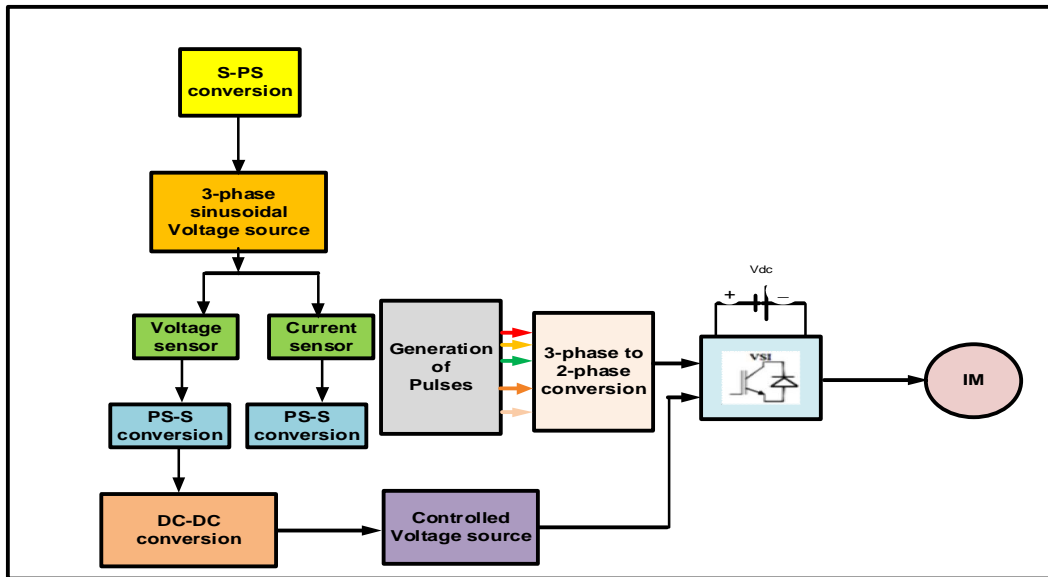 S-PS
conversion
3-phase
sinusoidal
Voltage source
Voltage
sensor
Current
sensor
PS-S
conversion
PS-S
conversion
DC-DC
conversion
Generation
of
Pulses
3-phase to
2-phase
conversion
Controlled
Voltage source
Vdc
+ –
VSI
IM